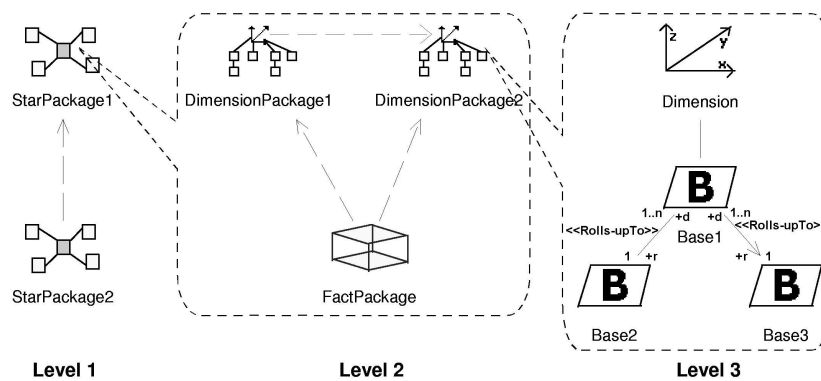 z
y
x
StarPackage1
DimensionPackage1
DimensionPackage2
Dimension
B
1..n
+d
+d
1..n
<<Rolls-upTo>>
Base1
<<Rolls-upTo>>
1
+r
+r
1
B
B
StarPackage2
FactPackage
Base2
Base3
Level 1
Level 2
Level 3